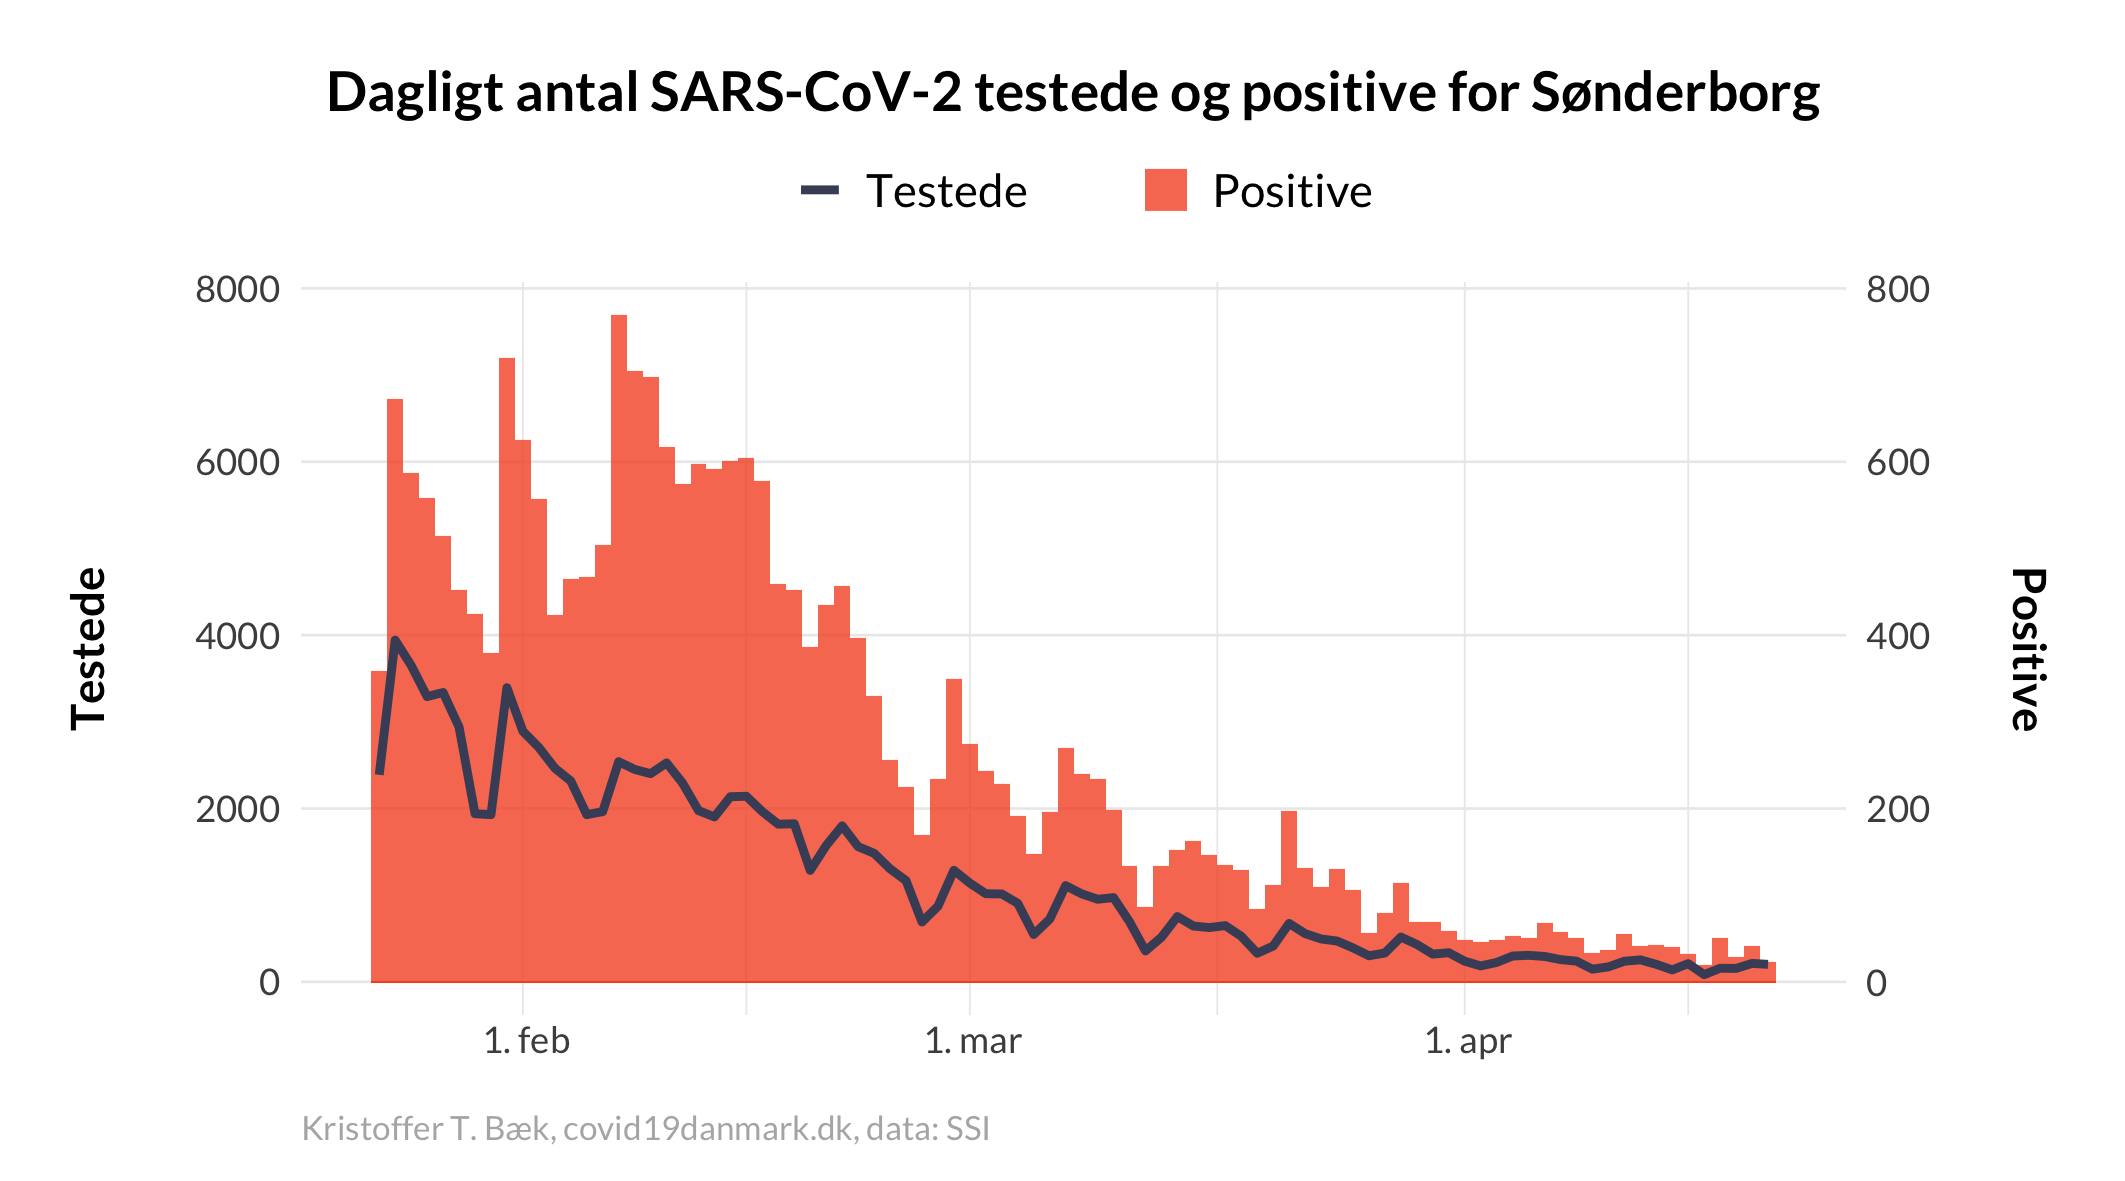 Dagligt antal SARS-CoV-2 testede og positive for Sønderborg
Testede
Positive
8000
6000
4000
2000
0
Testede
800
600
400
200
0
Positive
1. feb
1. mar
1. apr
Kristoffer T. Bæk, covid19danmark.dk, data: SSI